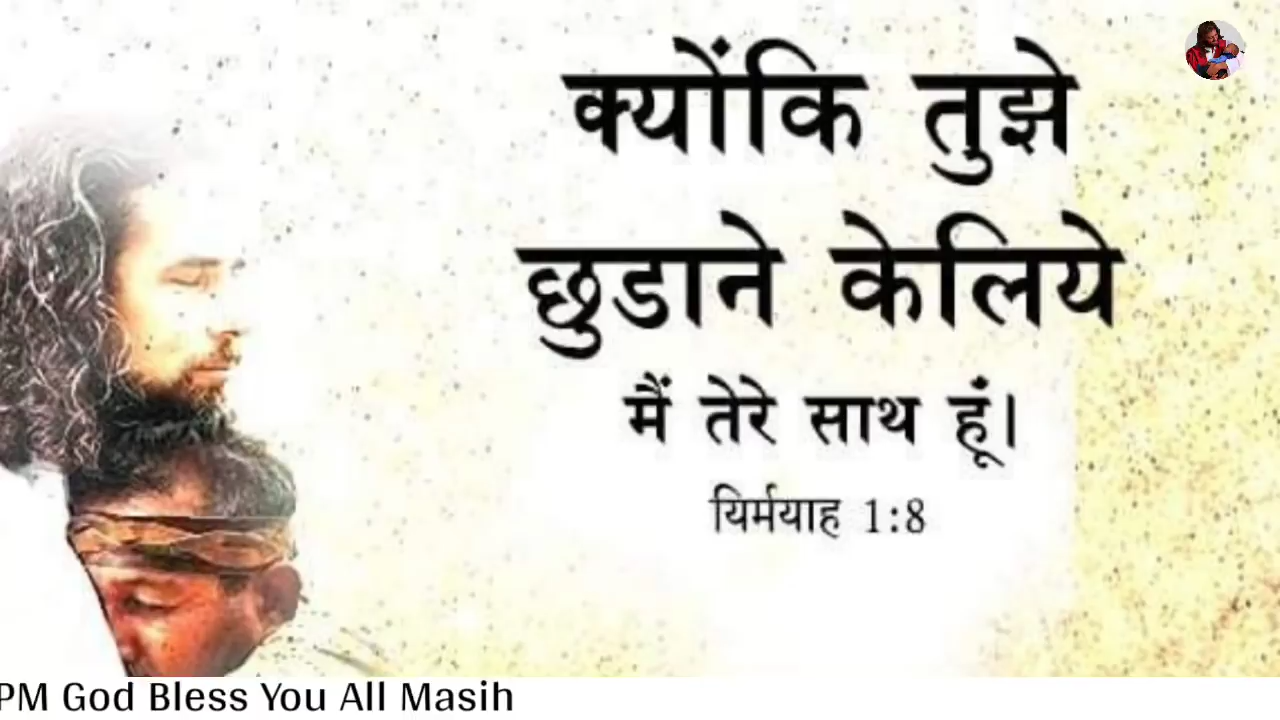 क्योंकि तुझे
छुडाने केलिये
मैं तेरे साथ हूं।
यिर्मयाह 1:8
PM God Bless You All Masih